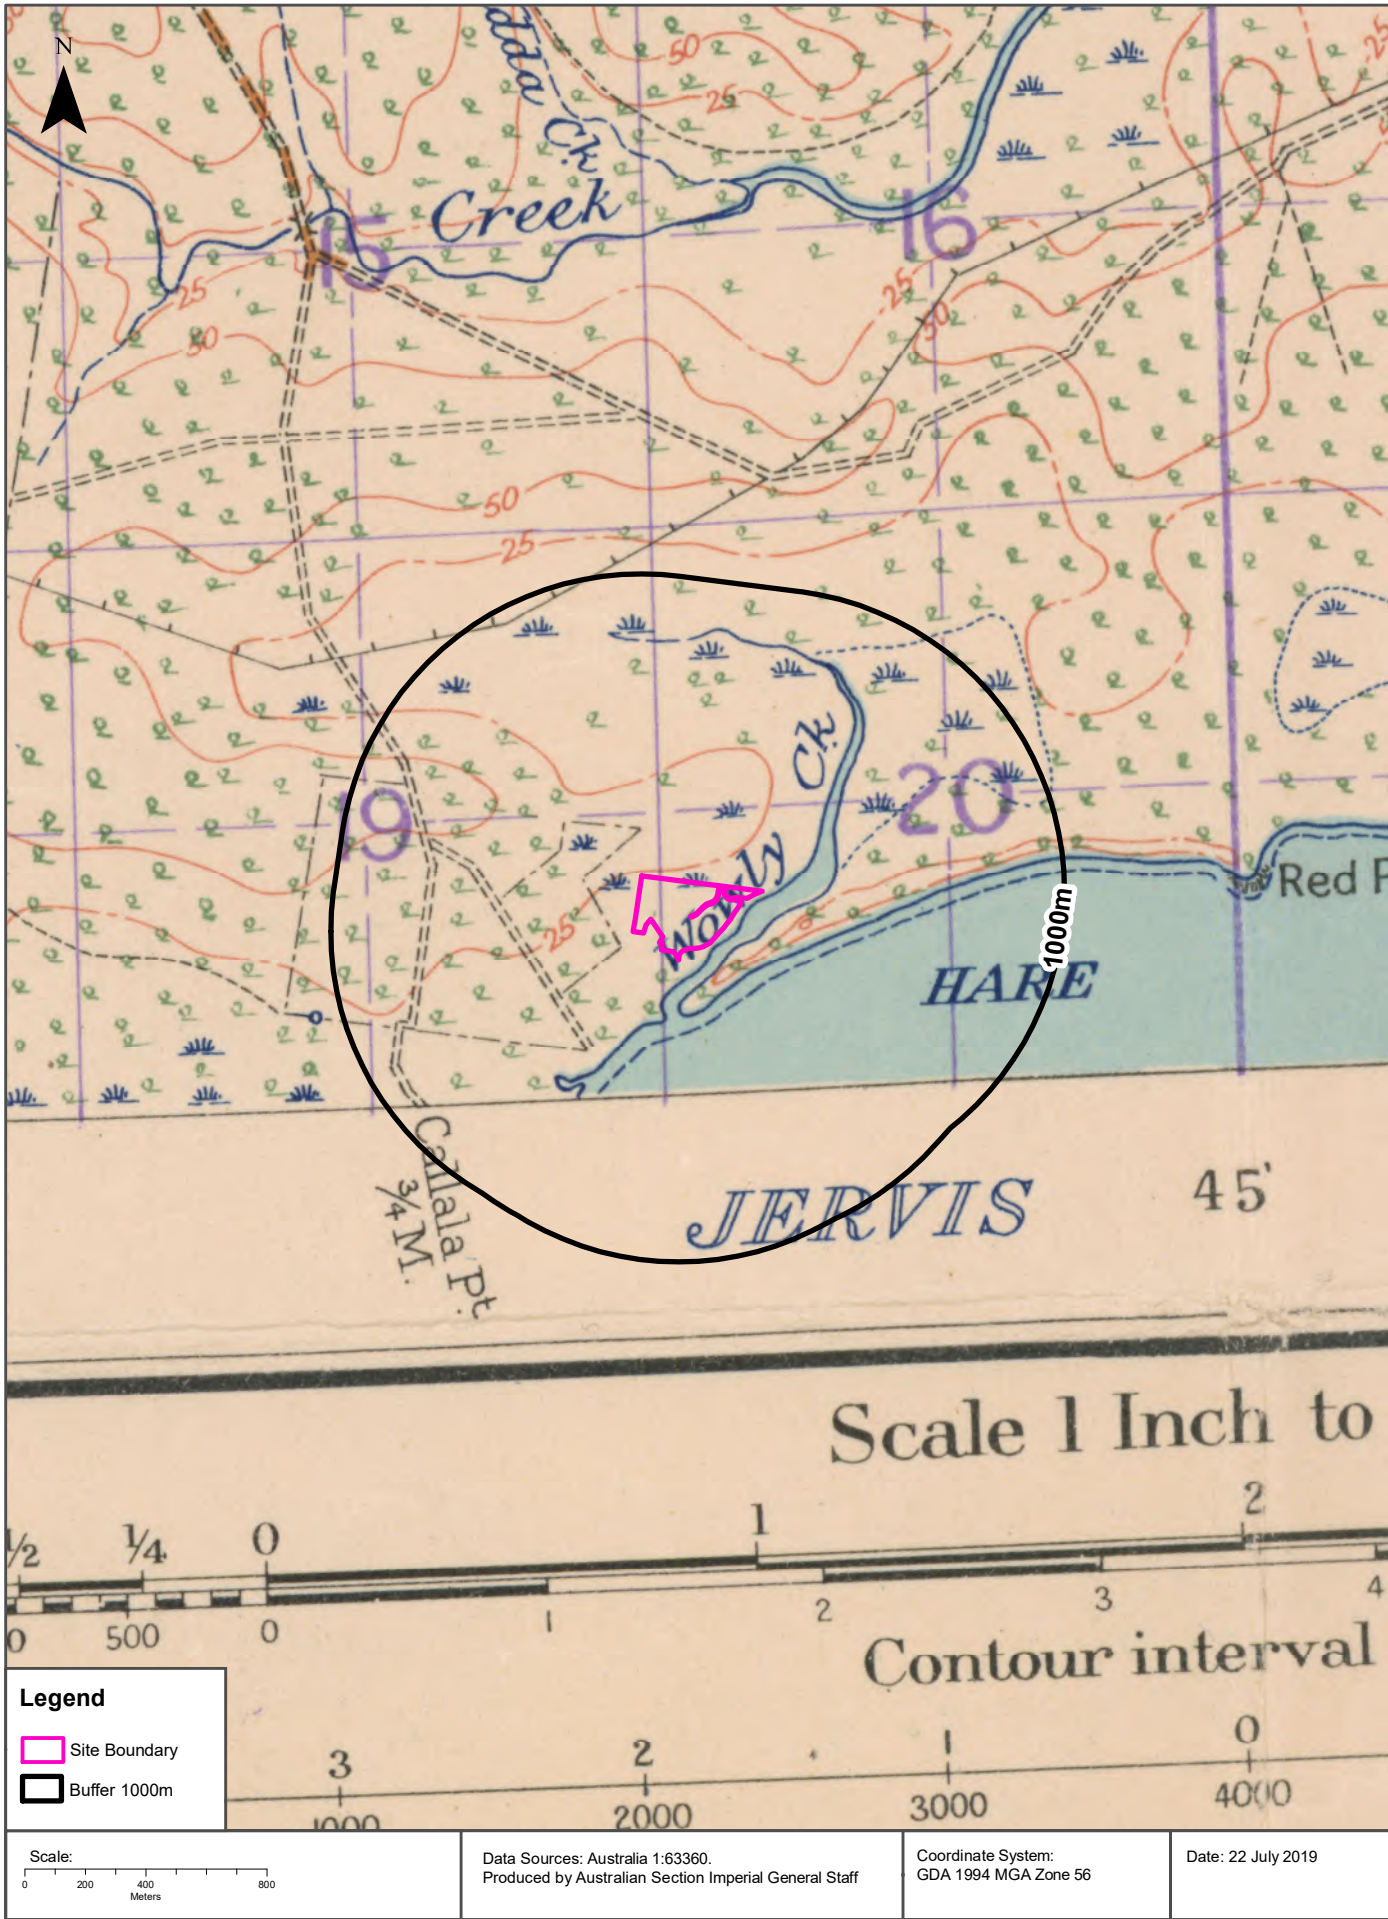 N
50
25
25
dda
Ck
Creek
15
16
25
50
25
50
50
25
Ck
19
20
Wowly
25
Red P
1000m
HARE
JERVIS
45'
Callala Pt.
¾ M.
Scale 1 Inch to
1/2 1/4 0 1 2
0 500 0 1 2 3 4
Contour interval
3 2 1 0
1000 2000 3000 4000
Legend
Site Boundary
Buffer 1000m
Scale:
0 200 400 800
Meters
Data Sources: Australia 1:63360.
Produced by Australian Section Imperial General Staff
Coordinate System:
GDA 1994 MGA Zone 56
Date: 22 July 2019